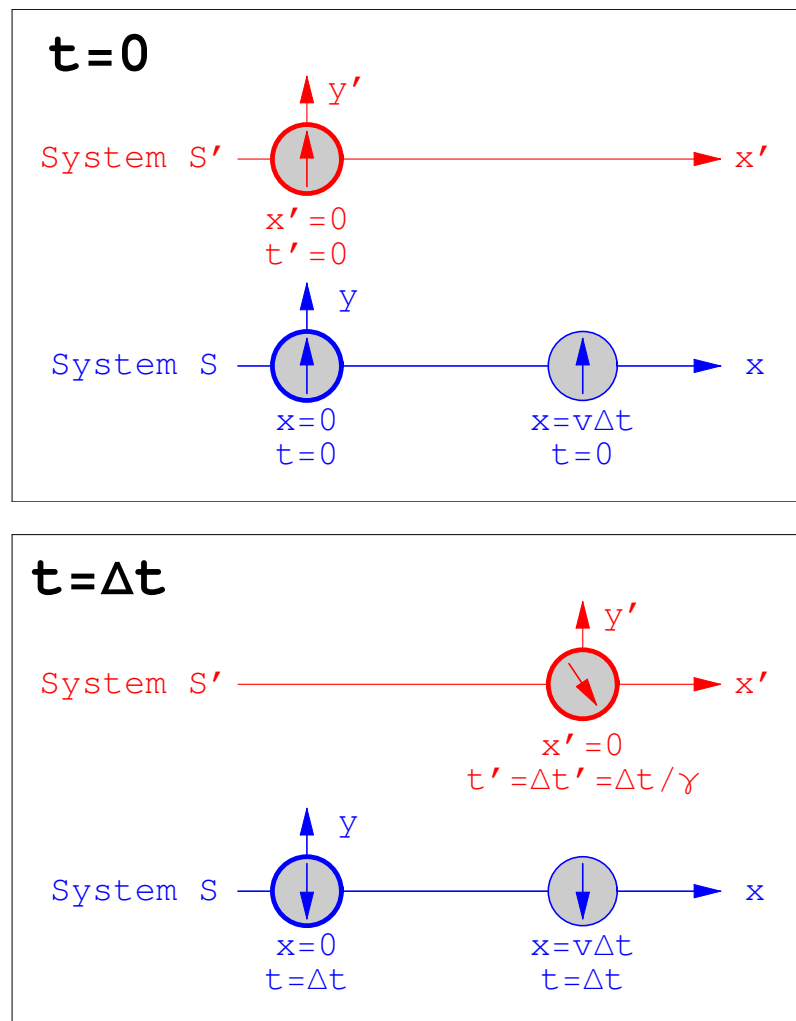 t=0
y'
System S' x'
x'=0
t'=0
y
System S x
x=0 x=vΔt
t=0 t=0
t=Δt
y'
System S' x'
x'=0
t'=Δt'=Δt/γ
y
System S x
x=0 x=vΔt
t=Δt t=Δt